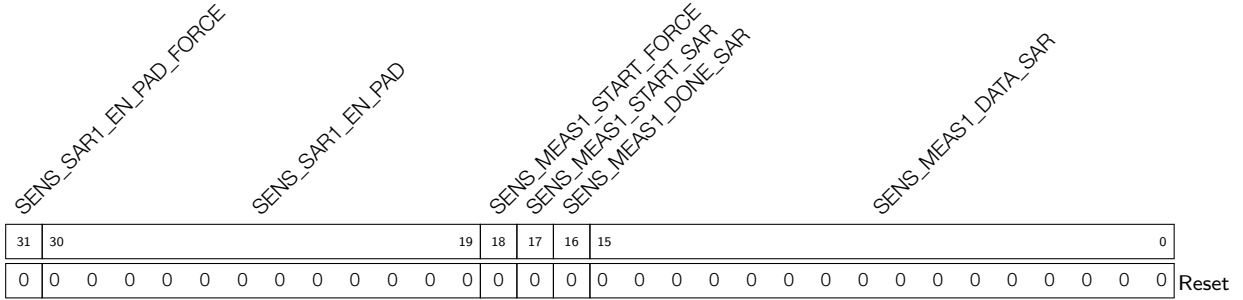 SENS_SAR1_EN_PAD_FORCE
SENS_SAR1_EN_PAD
SENS_MEAS1_START_FORCE
SENS_MEAS1_START_SAR
SENS_MEAS1_DONE_SAR
SENS_MEAS1_DATA_SAR
31 30 19 18 17 16 15 0
0 0 0 0 0 0 0 0 0 0 0 0 0 0 0 0 0 0 0 0 0 0 0 0 0 0 0 0 0 0 0 0 Reset